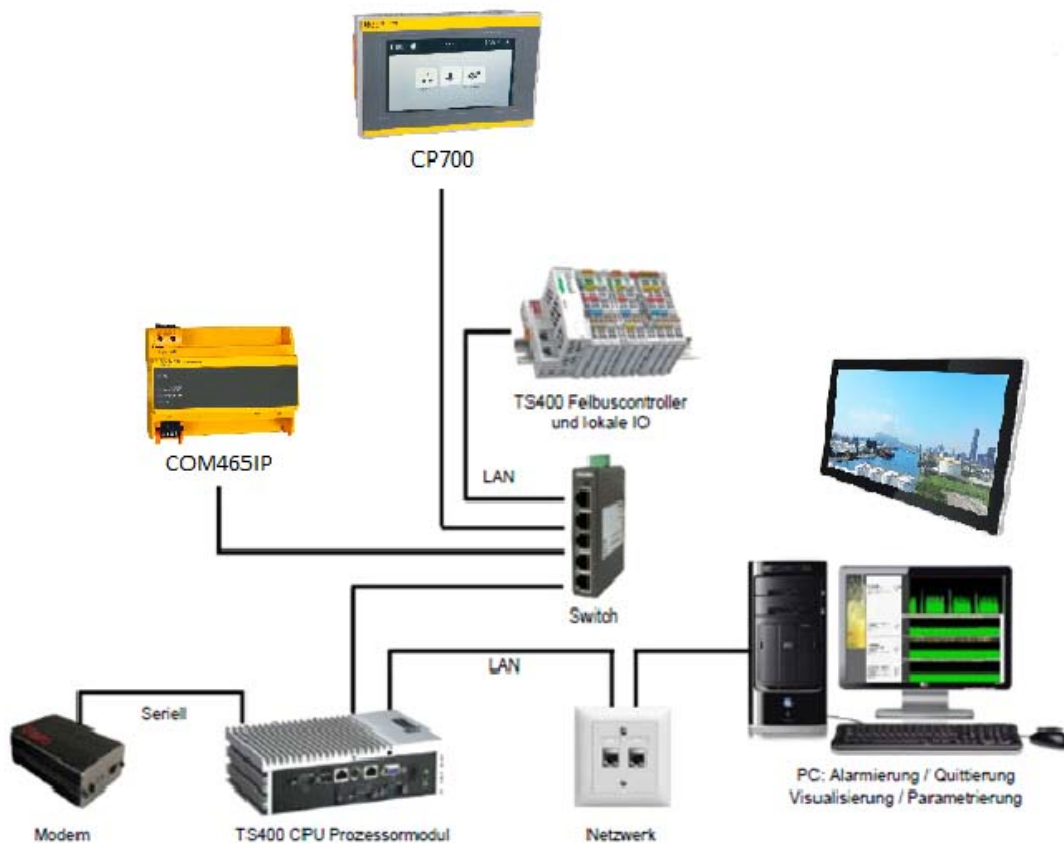 CP700
TS400 Felbuscontroller
und lokale IO
COM465IP
LAN
Switch
LAN
Seriell
PC: Alarmierung / Quittierung
Visualisierung / Parametrierung
Modem
TS400 CPU Prozessormodul
Netzwerk